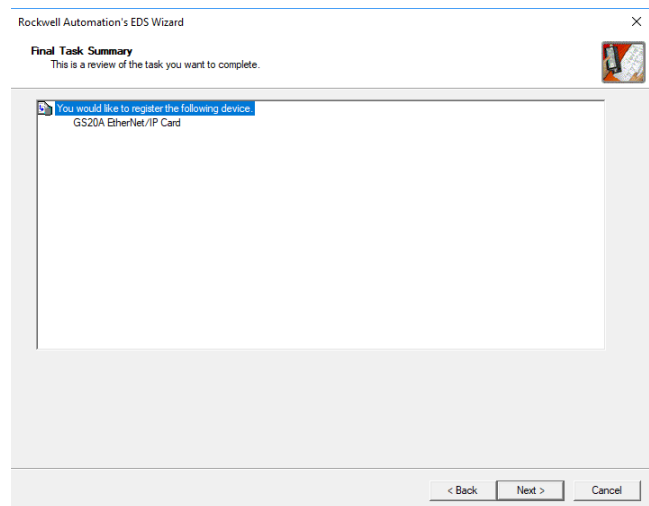 Rockwell Automation's EDS Wizard
Final Task Summary
This is a review of the task you want to complete.
You would like to register the following device.
GS20A EtherNet/IP Card
< Back
Next >
Cancel